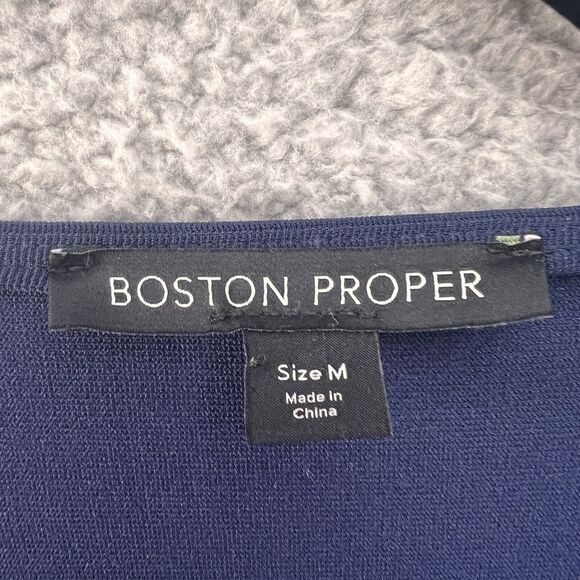 BOSTON PROPER
Size M
Made in
China